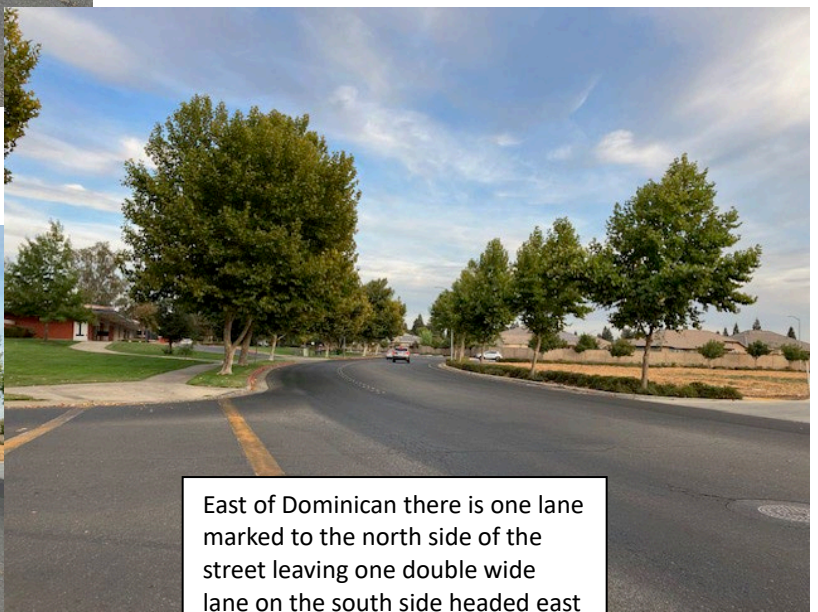 East of Dominican there is one lane
marked to the north side of the
street leaving one double wide
lane on the south side headed east